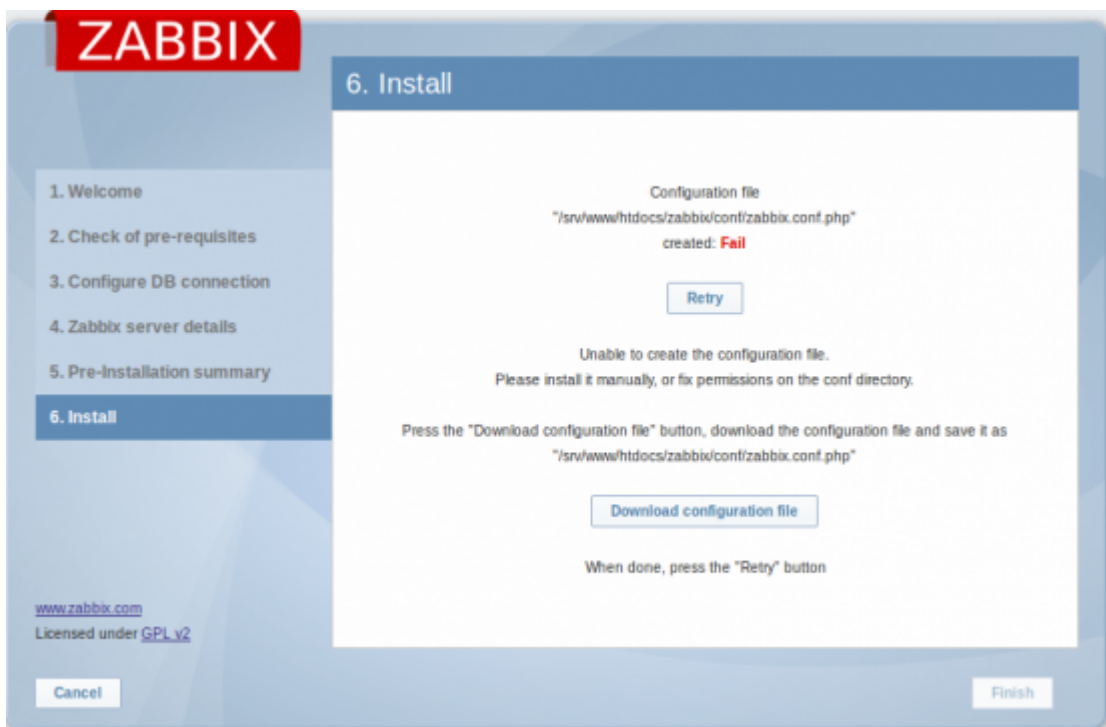 ZABBIX
6. Install
1. Welcome
2. Check of pre-requisites
3. Configure DB connection
4. Zabbix server details
5. Pre-Installation summary
6. Install
Configuration file
"/srv/www/htdocs/zabbix/conf/zabbix.conf.php"
created: Fail
Retry
Unable to create the configuration file.
Please install it manually, or fix permissions on the conf directory.
Press the "Download configuration file" button, download the configuration file and save it as
"/srv/www/htdocs/zabbix/conf/zabbix.conf.php"
Download configuration file
When done, press the "Retry" button
www.zabbix.com
Licensed under GPL v2
Cancel
Finish